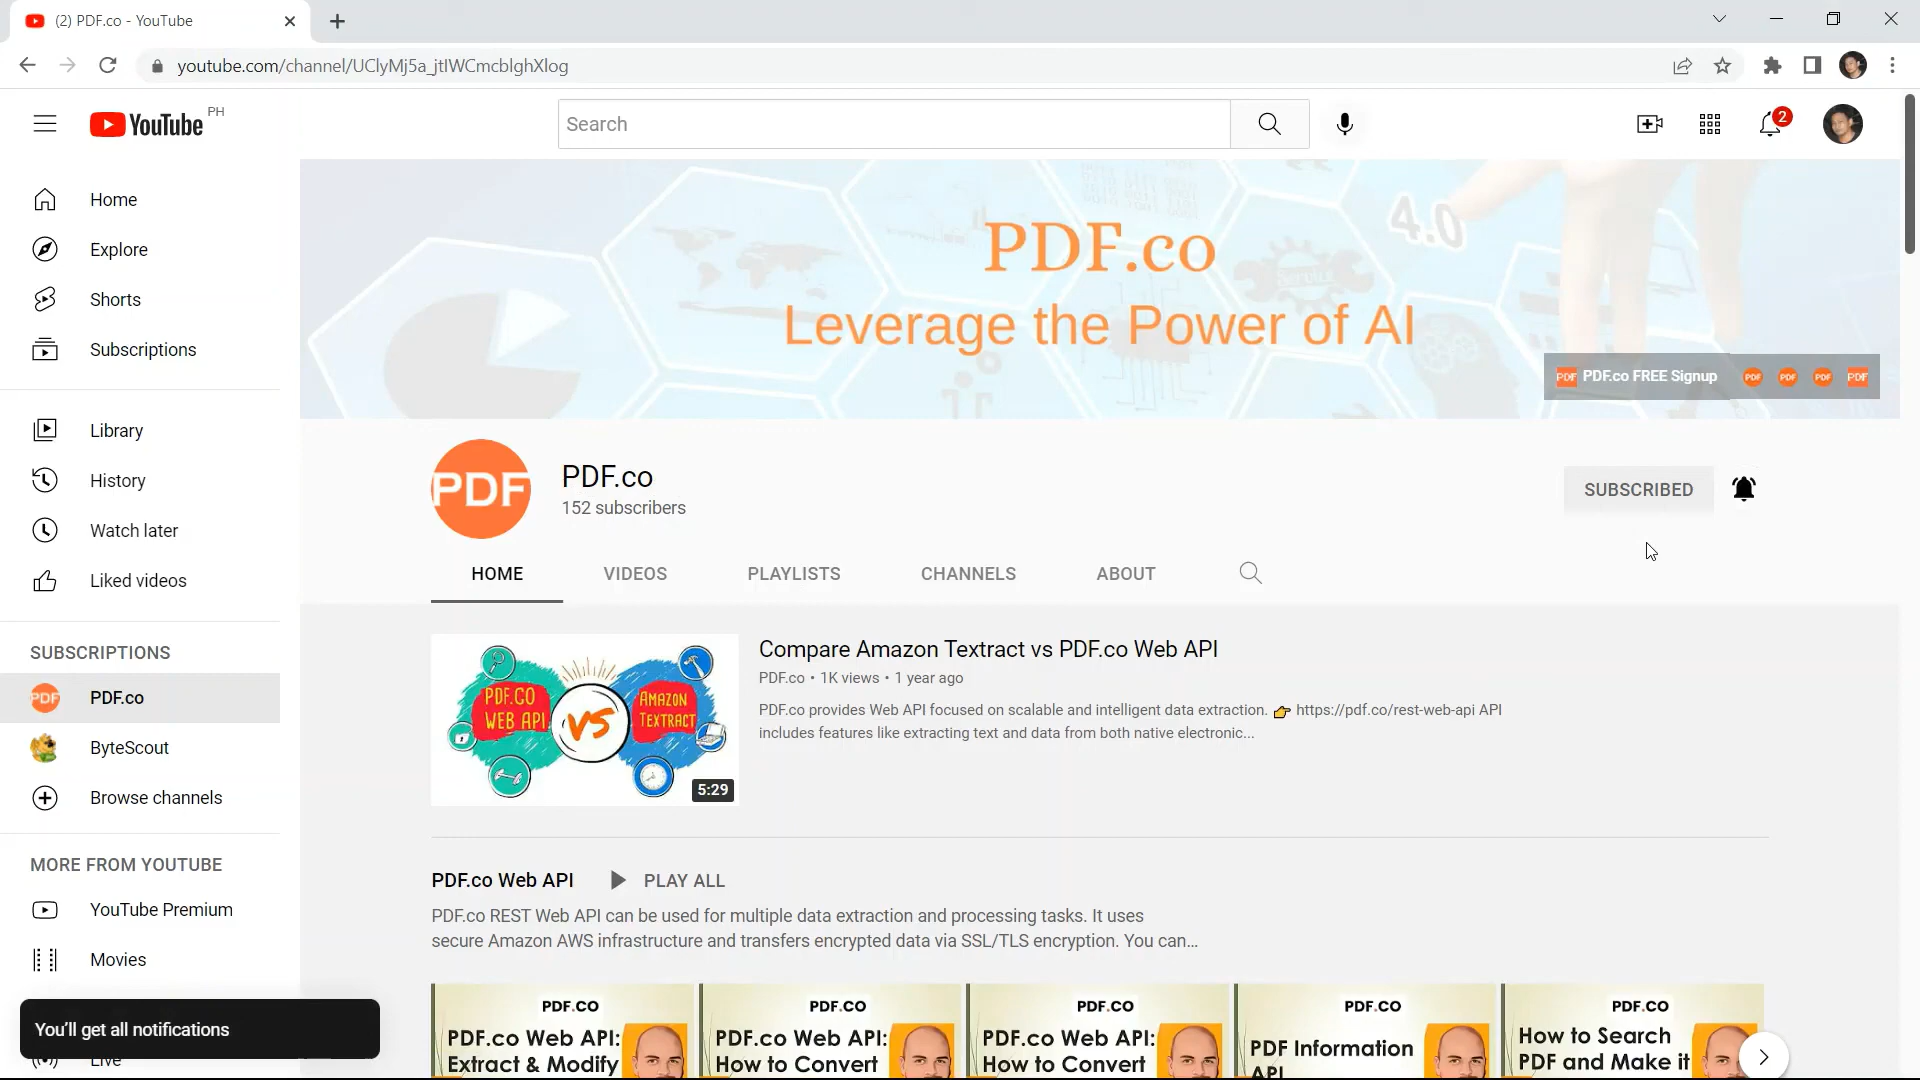 (2) PDF.co - YouTube
youtube.com/channel/UClyMj5a_jtIWCmcbIghXlog
YouTube PH
Search
2
Home
Explore
Shorts
Subscriptions
Library
History
Watch later
Liked videos
SUBSCRIPTIONS
PDF.co
ByteScout
Browse channels
MORE FROM YOUTUBE
YouTube Premium
Movies
Live
You'll get all notifications
4.0
PDF.co
Leverage the Power of AI
PDF PDF.co FREE Signup PDF PDF PDF PDF
PDF
PDF.co
152 subscribers
SUBSCRIBED
HOME VIDEOS PLAYLISTS CHANNELS ABOUT
PDF.CO
WEB API
VS
AMAZON
TEXTRACT
5:29
Compare Amazon Textract vs PDF.co Web API
PDF.co • 1K views • 1 year ago
PDF.co provides Web API focused on scalable and intelligent data extraction. 👉 https://pdf.co/rest-web-api API
includes features like extracting text and data from both native electronic...
PDF.co Web API PLAY ALL
PDF.co REST Web API can be used for multiple data extraction and processing tasks. It uses
secure Amazon AWS infrastructure and transfers encrypted data via SSL/TLS encryption. You can...
PDF.CO
PDF.co Web API:
Extract & Modify
PDF.CO
PDF.co Web API:
How to Convert
PDF.CO
PDF.co Web API:
How to Convert
PDF.CO
PDF Information
API
PDF.CO
How to Search
PDF and Make it